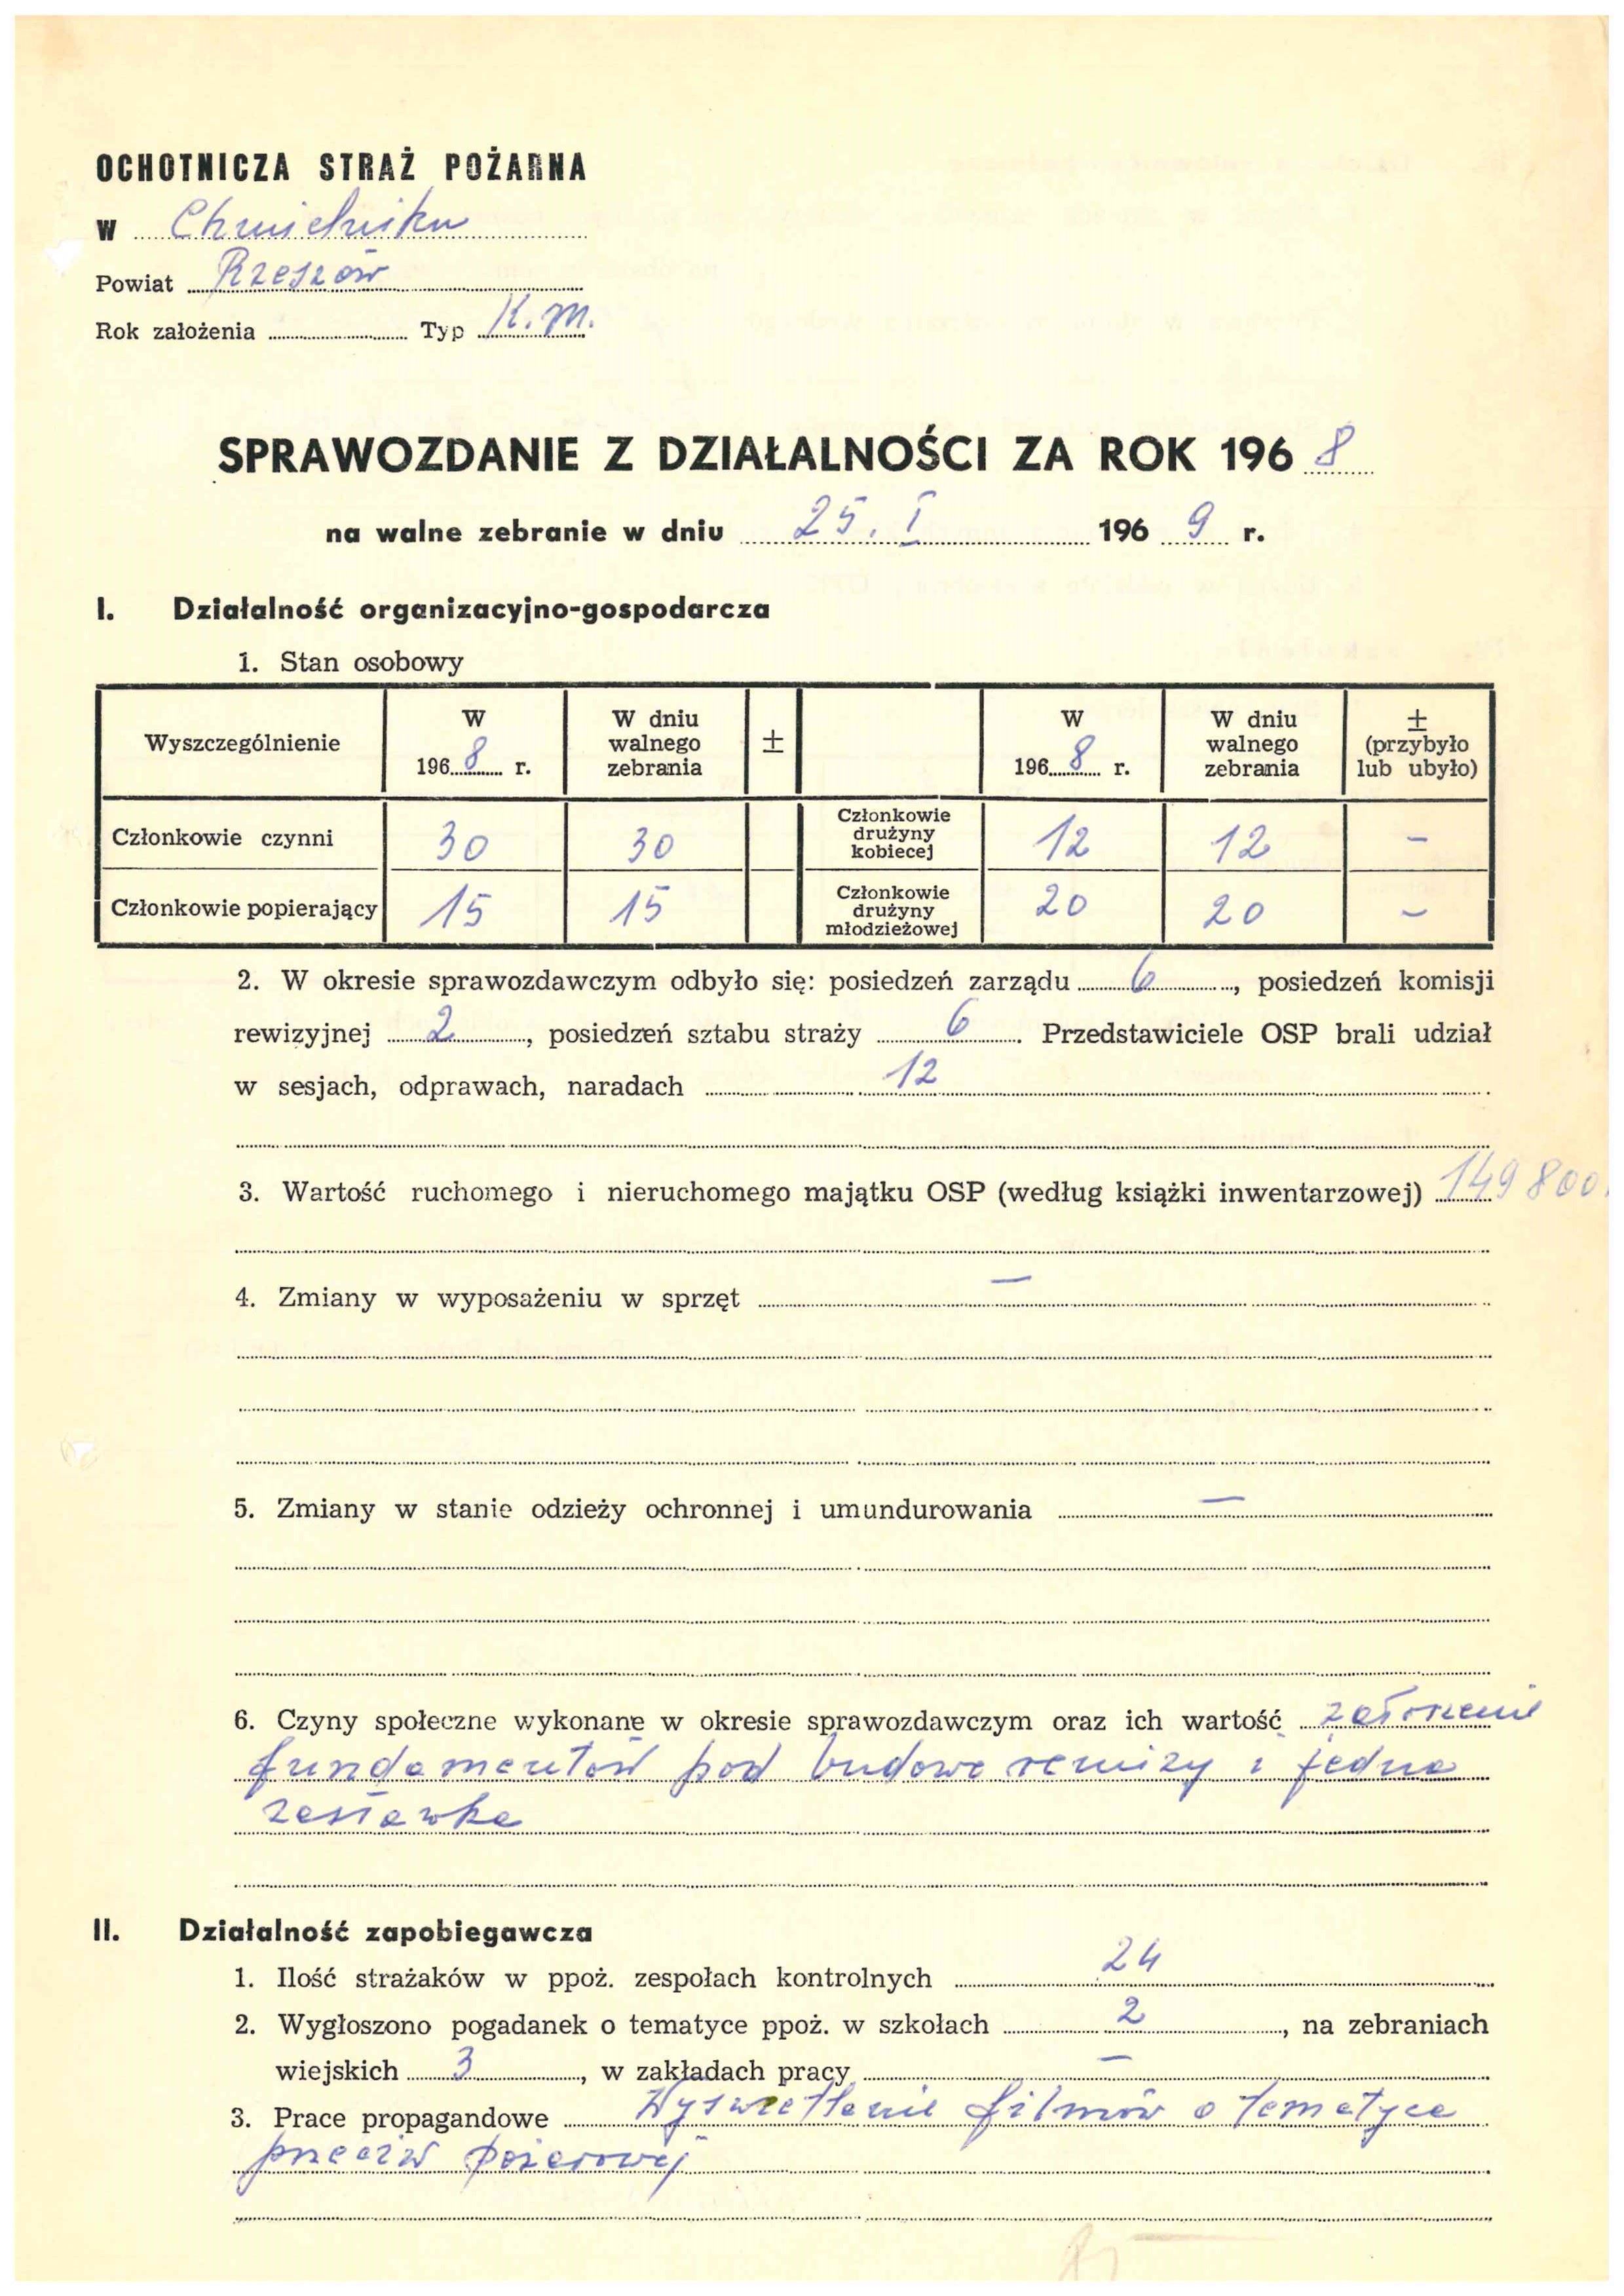 OCHOTNICZA STRAŻ POŻARNA
w Chmielniku
Powiat Rzeszów
Rok założenia Typ K.M.
SPRAWOZDANIE Z DZIAŁALNOŚCI ZA ROK 1968
na walne zebranie w dniu 25. I 1969 r.
I. Działalność organizacyjno-gospodarcza
1. Stan osobowy
Wyszczególnienie | W 1968 r. | W dniu walnego zebrania | ± | | W 1968 r. | W dniu walnego zebrania | ± (przybyło lub ubyło)
Członkowie czynni | 30 | 30 | | Członkowie drużyny kobiecej | 12 | 12 | –
Członkowie popierający | 15 | 15 | | Członkowie drużyny młodzieżowej | 20 | 20 | –
2. W okresie sprawozdawczym odbyło się: posiedzeń zarządu 6, posiedzeń komisji
rewizyjnej 2, posiedzeń sztabu straży 6. Przedstawiciele OSP brali udział
w sesjach, odprawach, naradach 12
3. Wartość ruchomego i nieruchomego majątku OSP (według książki inwentarzowej) 149 800
4. Zmiany w wyposażeniu w sprzęt –
5. Zmiany w stanie odzieży ochronnej i umundurowania –
6. Czyny społeczne wykonane w okresie sprawozdawczym oraz ich wartość założenie
fundamentów pod budowę remizy i jedna
zastawka
II. Działalność zapobiegawcza
1. Ilość strażaków w ppoż. zespołach kontrolnych 24
2. Wygłoszono pogadanek o tematyce ppoż. w szkołach 2, na zebraniach
wiejskich 3, w zakładach pracy –
3. Prace propagandowe Wyświetlenie filmów o tematyce
przeciw pożarowej